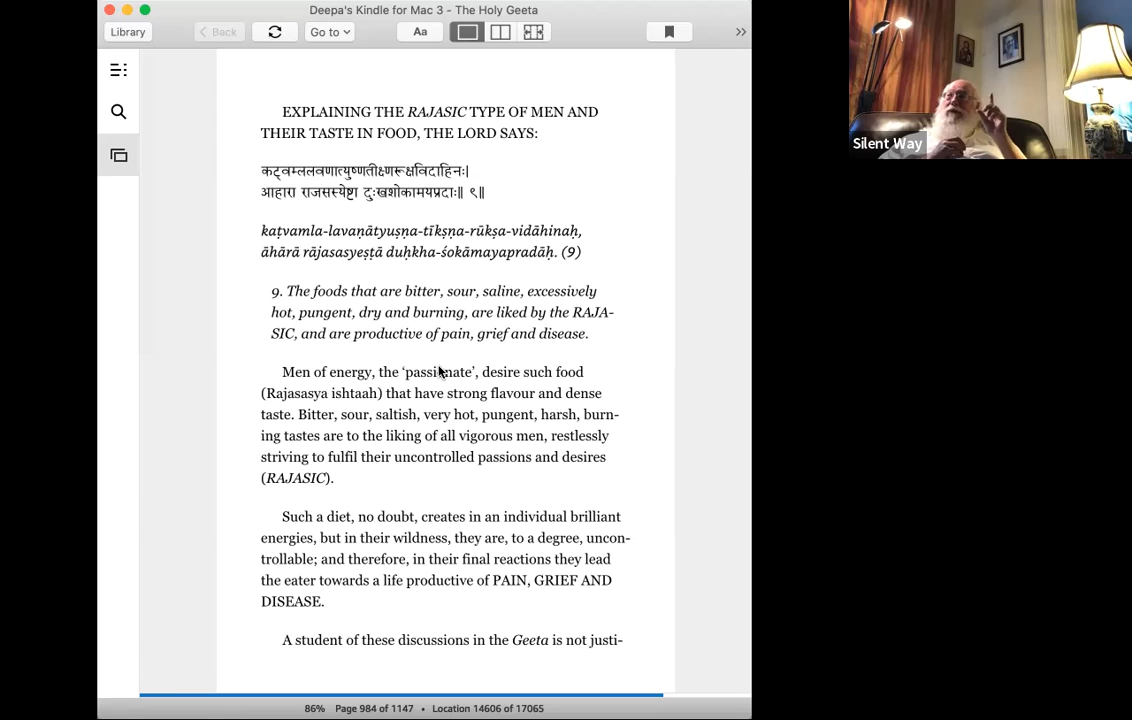 Deepa's Kindle for Mac 3 - The Holy Geeta
Library
Back
Go to
Aa
»
EXPLAINING THE RAJASIC TYPE OF MEN AND
THEIR TASTE IN FOOD, THE LORD SAYS:
कट्वम्ललवणात्युष्णतीक्ष्णरूक्षविदाहिनः|
आहारा राजसस्येष्टा दुःखशोकामयप्रदाः॥ ९॥
kaṭvamla-lavaṇātyuṣṇa-tīkṣṇa-rūkṣa-vidāhinaḥ,
āhārā rājasasyeṣṭā duḥkha-śokāmayapradāḥ. (9)
9. The foods that are bitter, sour, saline, excessively
hot, pungent, dry and burning, are liked by the RAJA-
SIC, and are productive of pain, grief and disease.
Men of energy, the ‘passionate’, desire such food
(Rajasasya ishtaah) that have strong flavour and dense
taste. Bitter, sour, saltish, very hot, pungent, harsh, burn-
ing tastes are to the liking of all vigorous men, restlessly
striving to fulfil their uncontrolled passions and desires
(RAJASIC).
Such a diet, no doubt, creates in an individual brilliant
energies, but in their wildness, they are, to a degree, uncon-
trollable; and therefore, in their final reactions they lead
the eater towards a life productive of PAIN, GRIEF AND
DISEASE.
A student of these discussions in the Geeta is not justi-
86% Page 984 of 1147 • Location 14606 of 17065
Silent Way